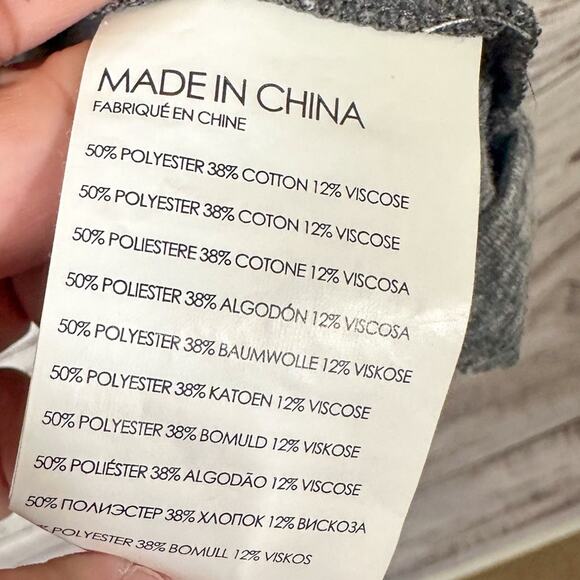 MADE IN CHINA
FABRIQUÉ EN CHINE
50% POLYESTER 38% COTTON 12% VISCOSE
50% POLYESTER 38% COTON 12% VISCOSE
50% POLIESTERE 38% COTONE 12% VISCOSA
50% POLIESTER 38% ALGODÓN 12% VISCOSA
50% POLYESTER 38% BAUMWOLLE 12% VISKOSE
50% POLYESTER 38% KATOEN 12% VISCOSE
50% POLYESTER 38% BOMULD 12% VISKOSE
50% POLIÉSTER 38% ALGODÃO 12% VISCOSE
50% ПОЛИЭСТЕР 38% ХЛОПОК 12% ВИСКОЗА
POLYESTER 38% BOMULL 12% VISKOS